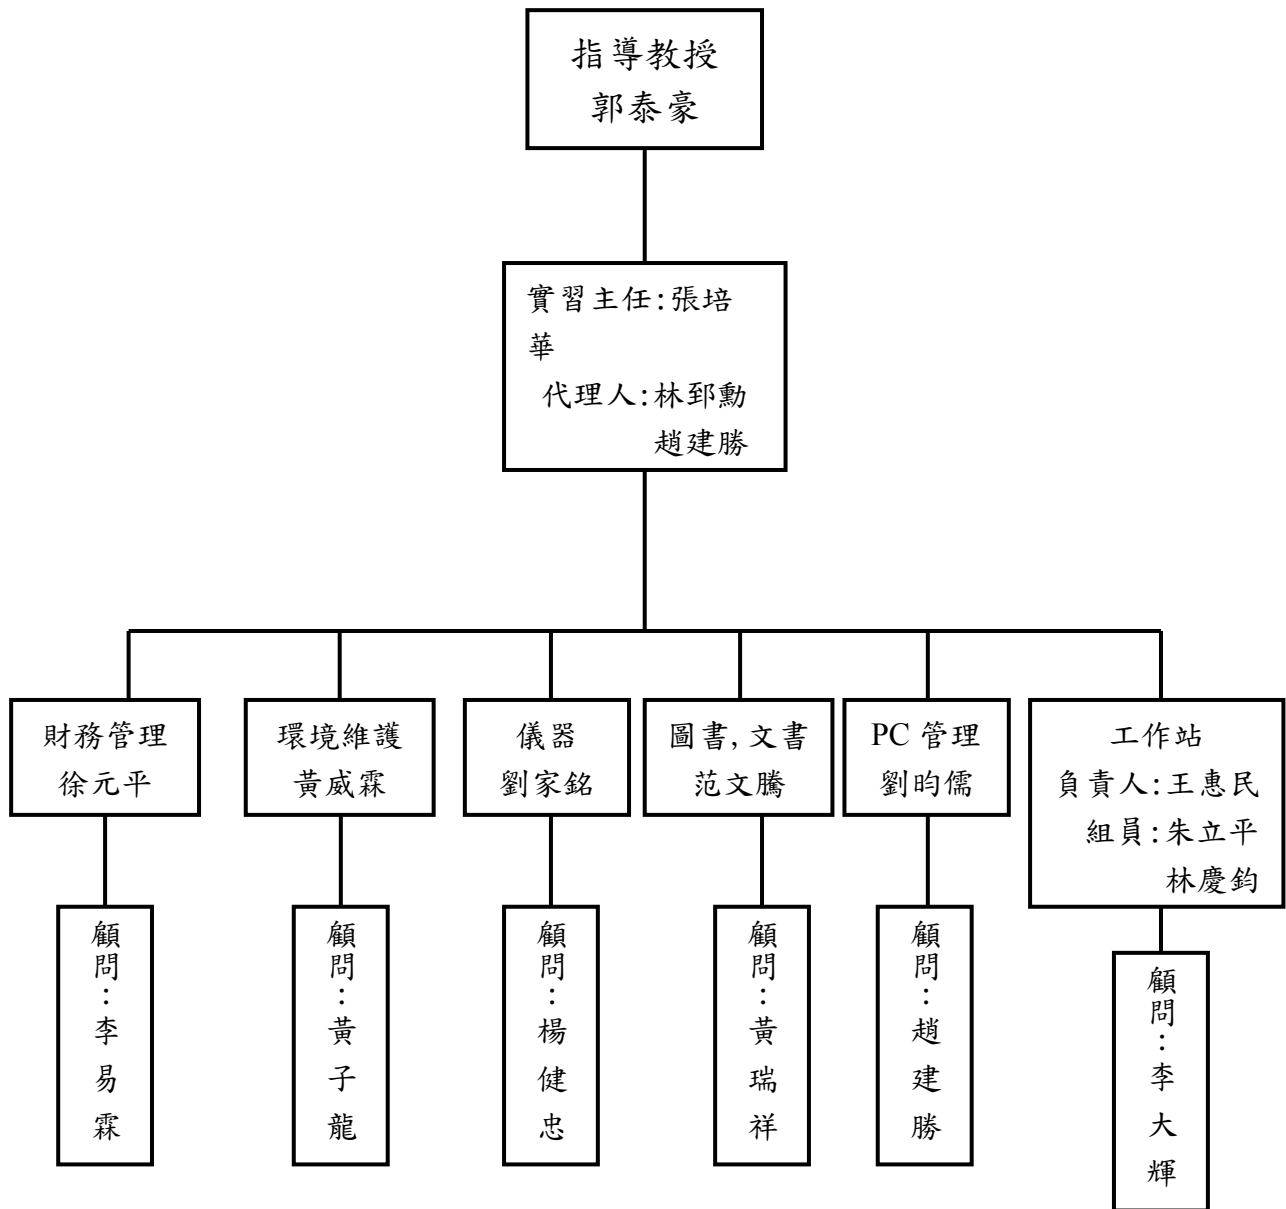 指導教授
郭泰豪
實習主任:張培
華
代理人:林郅勳
趙建勝
財務管理
徐元平
環境維護
黃威霖
儀器
劉家銘
圖書,文書
范文騰
PC 管理
劉昀儒
工作站
負責人:王惠民
組員:朱立平
林慶鈞
顧問:李易霖
顧問:黃子龍
顧問:楊健忠
顧問:黃瑞祥
顧問:趙建勝
顧問:李大輝